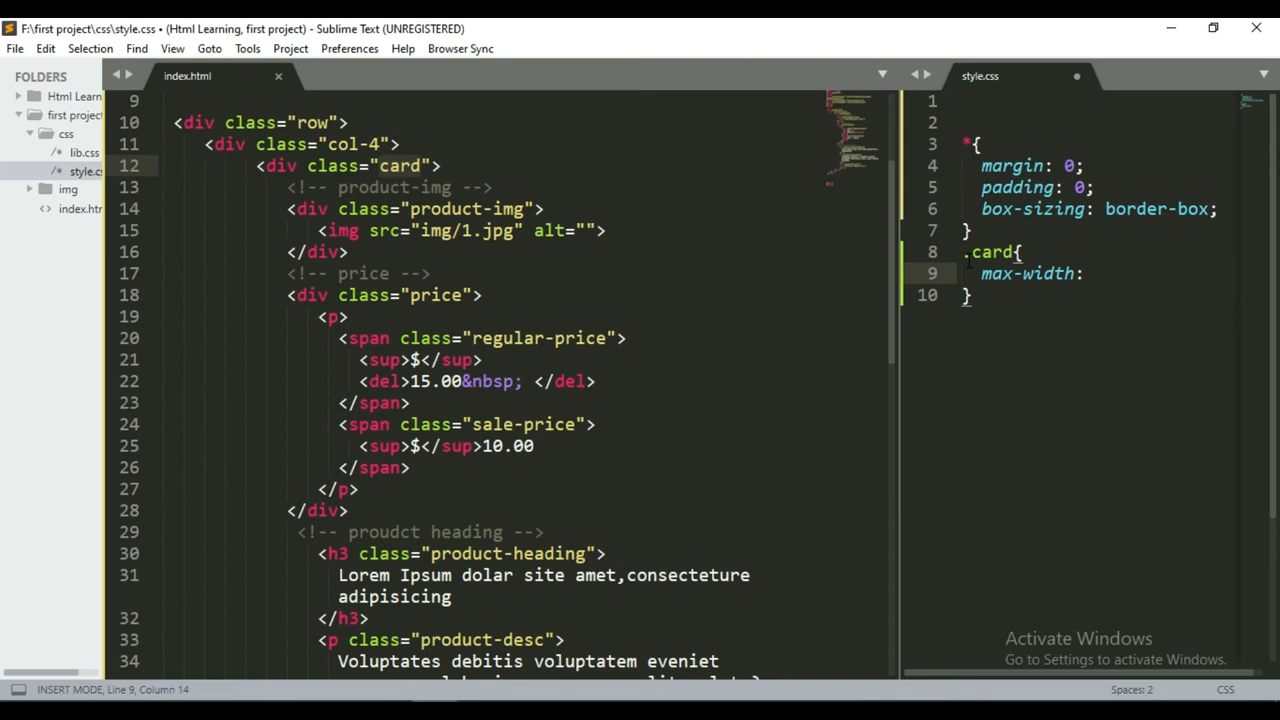 F:\first project\css\style.css • (Html Learning, first project) - Sublime Text (UNREGISTERED)
File Edit Selection Find View Goto Tools Project Preferences Help Browser Sync
FOLDERS
Html Learn
first project
css
lib.css
style.cs
img
index.htm
index.html
9
10 <div class="row">
11 <div class="col-4">
12 <div class="card">
13 <!-- product-img -->
14 <div class="product-img">
15 <img src="img/1.jpg" alt="">
16 </div>
17 <!-- price -->
18 <div class="price">
19 <p>
20 <span class="regular-price">
21 <sup>$</sup>
22 <del>15.00&nbsp; </del>
23 </span>
24 <span class="sale-price">
25 <sup>$</sup>10.00
26 </span>
27 </p>
28 </div>
29 <!-- proudct heading -->
30 <h3 class="product-heading">
31 Lorem Ipsum dolar site amet,consecteture
adipisicing
32 </h3>
33 <p class="product-desc">
34 Voluptates debitis voluptatem eveniet
style.css
1
2
3 *{
4 margin: 0;
5 padding: 0;
6 box-sizing: border-box;
7 }
8 .card{
9 max-width:
10 }
Activate Windows
Go to Settings to activate Windows.
INSERT MODE, Line 9, Column 14
Spaces: 2
CSS